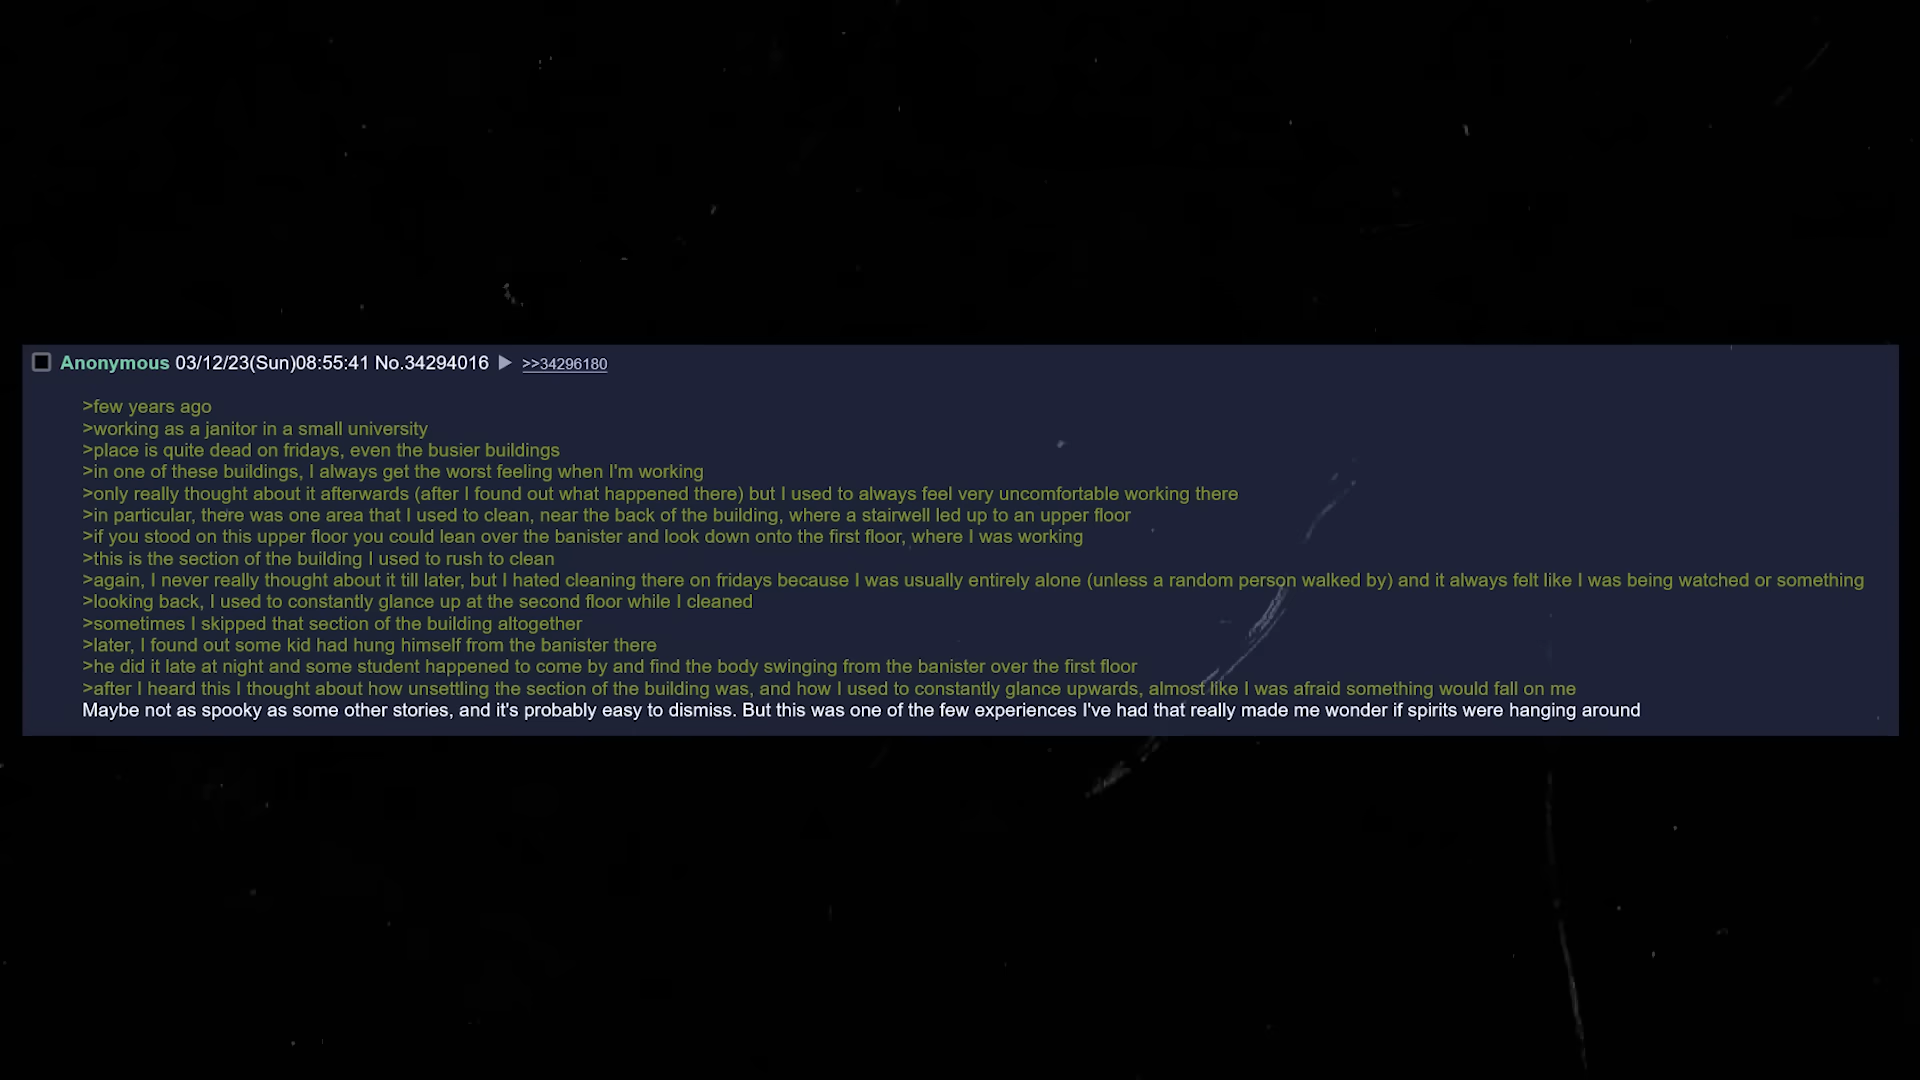 Anonymous 03/12/23(Sun)08:55:41 No.34294016 ▶ >>34296180
>few years ago
>working as a janitor in a small university
>place is quite dead on fridays, even the busier buildings
>in one of these buildings, I always get the worst feeling when I'm working
>only really thought about it afterwards (after I found out what happened there) but I used to always feel very uncomfortable working there
>in particular, there was one area that I used to clean, near the back of the building, where a stairwell led up to an upper floor
>if you stood on this upper floor you could lean over the banister and look down onto the first floor, where I was working
>this is the section of the building I used to rush to clean
>again, I never really thought about it till later, but I hated cleaning there on fridays because I was usually entirely alone (unless a random person walked by) and it always felt like I was being watched or something
>looking back, I used to constantly glance up at the second floor while I cleaned
>sometimes I skipped that section of the building altogether
>later, I found out some kid had hung himself from the banister there
>he did it late at night and some student happened to come by and find the body swinging from the banister over the first floor
>after I heard this I thought about how unsettling the section of the building was, and how I used to constantly glance upwards, almost like I was afraid something would fall on me
Maybe not as spooky as some other stories, and it's probably easy to dismiss. But this was one of the few experiences I've had that really made me wonder if spirits were hanging around